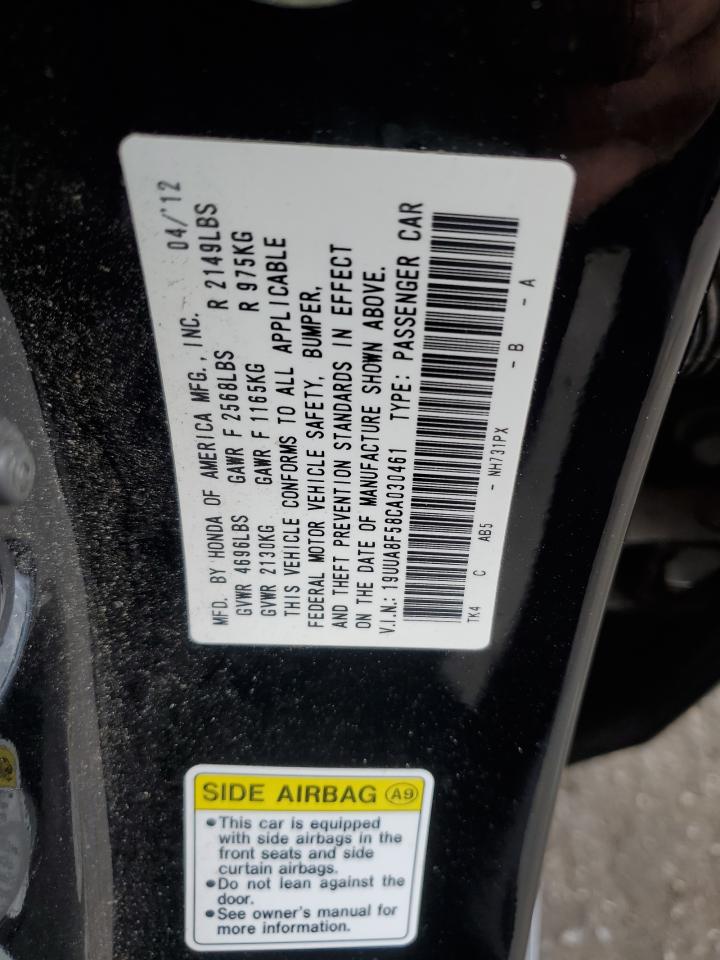 MFD. BY HONDA OF AMERICA MFG., INC. 04/'12
GVWR 4696LBS GAWR F 2568LBS R 2149LBS
GVWR 2130KG GAWR F 1165KG R 975KG
THIS VEHICLE CONFORMS TO ALL APPLICABLE
FEDERAL MOTOR VEHICLE SAFETY, BUMPER,
AND THEFT PREVENTION STANDARDS IN EFFECT
ON THE DATE OF MANUFACTURE SHOWN ABOVE.
V.I.N.: 19UUA8F58CA030461 TYPE: PASSENGER CAR
TK4 C AB5 - NH731PX - B - A
SIDE AIRBAG A9
•This car is equipped
with side airbags in the
front seats and side
curtain airbags.
•Do not lean against the
door.
•See owner's manual for
more information.